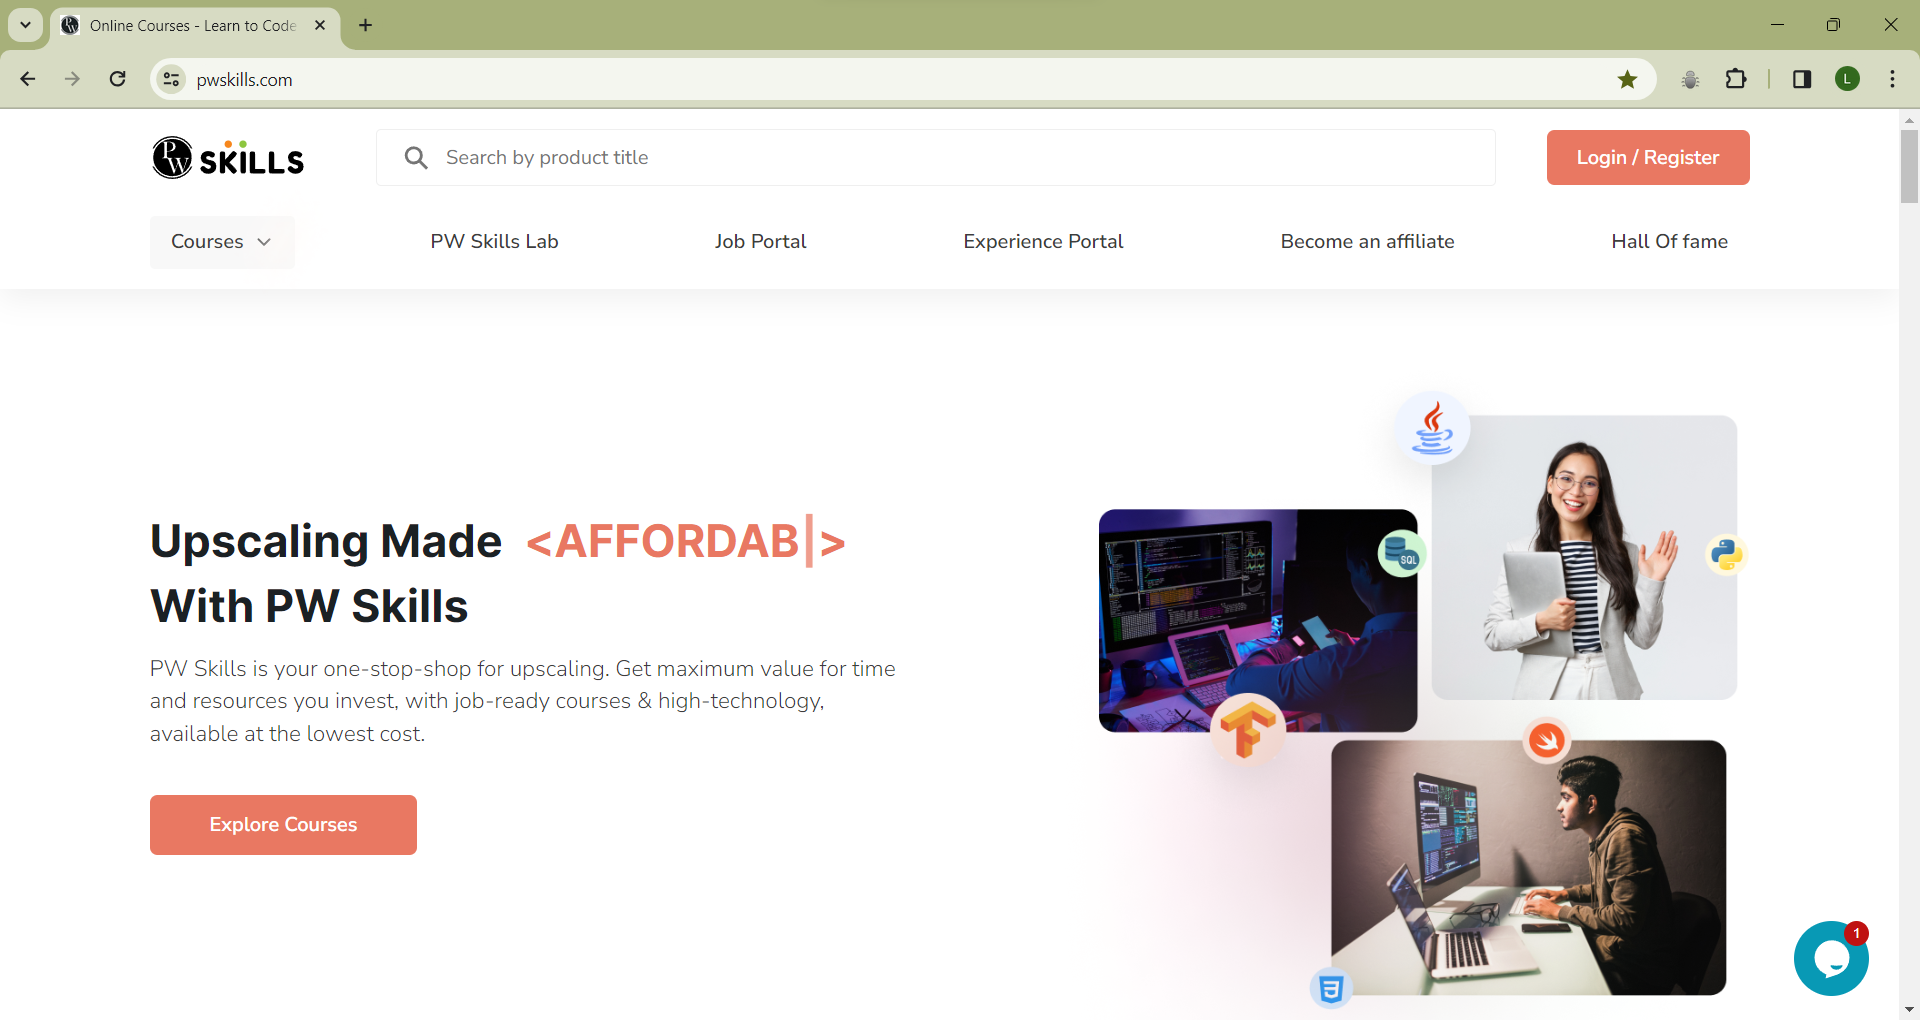 Online Courses - Learn to Code
pwskills.com
L
PW SKILLS
Search by product title
Login / Register
Courses
PW Skills Lab
Job Portal
Experience Portal
Become an affiliate
Hall Of fame
Upscaling Made <AFFORDAB|>
With PW Skills
PW Skills is your one-stop-shop for upscaling. Get maximum value for time
and resources you invest, with job-ready courses & high-technology,
available at the lowest cost.
Explore Courses
SQL
1